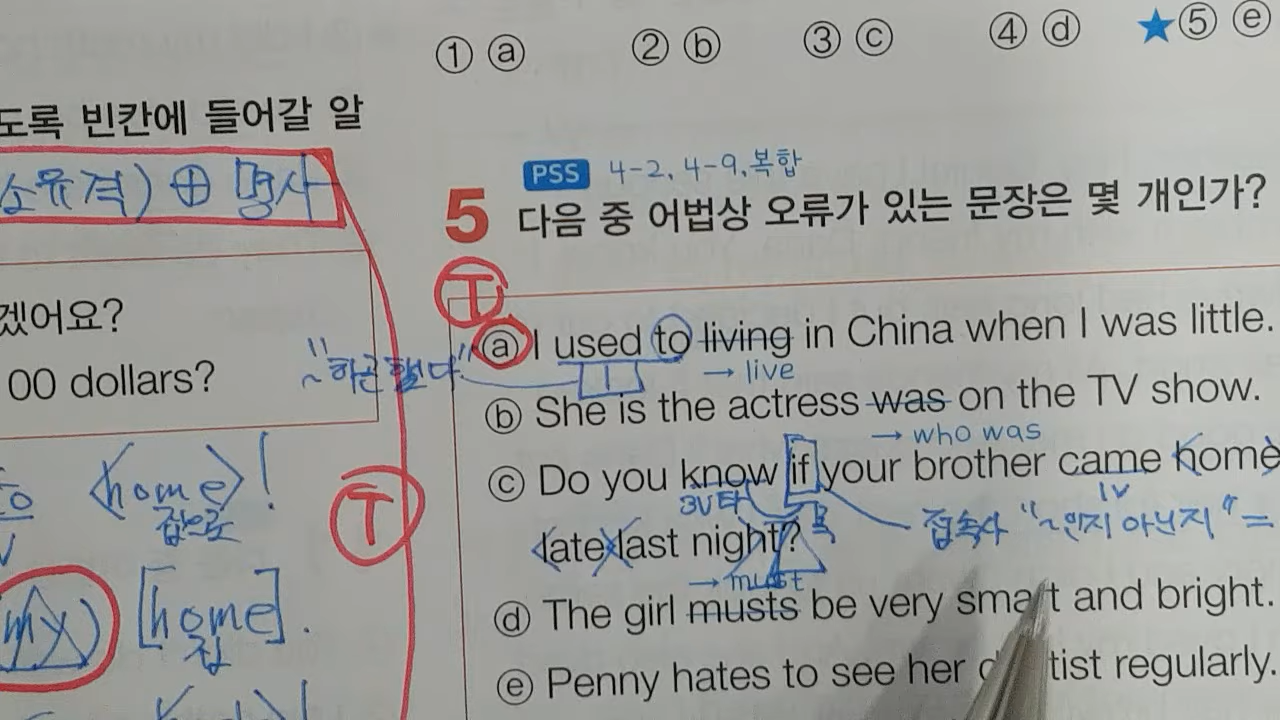 ① ⓐ ② ⓑ ③ ⓒ ④ ⓓ ★⑤ ⓔ
도록 빈칸에 들어갈 알
소유격) ⊕ 명사
겠어요?
00 dollars?
<home>!
집으로
[home].
집
PSS 4-2, 4-9, 복합
5 다음 중 어법상 오류가 있는 문장은 몇 개인가?
T
ⓐ I used to living in China when I was little.
"~하곤 했다" → live
ⓑ She is the actress was on the TV show.
→ who was
ⓒ Do you know if your brother came home
3V타 목 1V
접속사 "~인지 아닌지" =
late last night?
T
→ must
ⓓ The girl musts be very smart and bright.
ⓔ Penny hates to see her regularly.